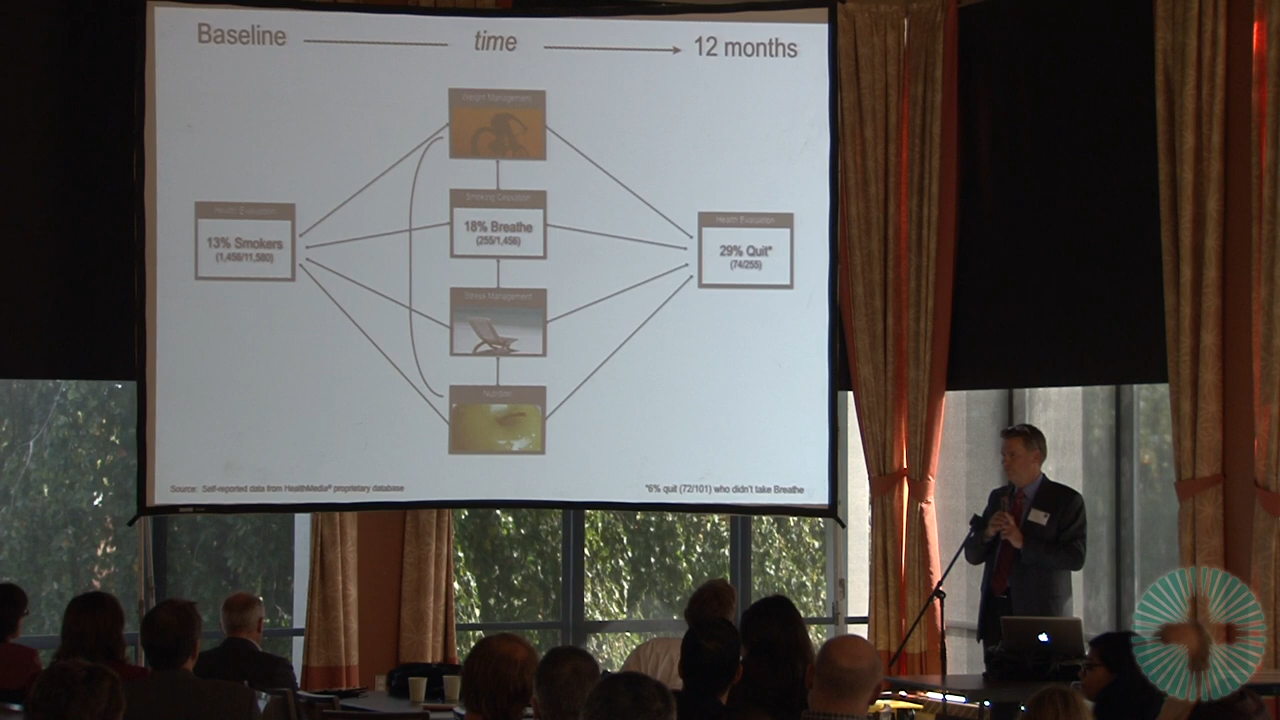 Baseline time 12 months
Weight Management
Smoking Cessation
18% Breathe
(255/1,456)
Health Evaluation
13% Smokers
(1,456/11,580)
Health Evaluation
29% Quit*
(74/255)
Stress Management
Nutrition
Source: Self-reported data from HealthMedia® proprietary database
*6% quit (72/101) who didn't take Breathe